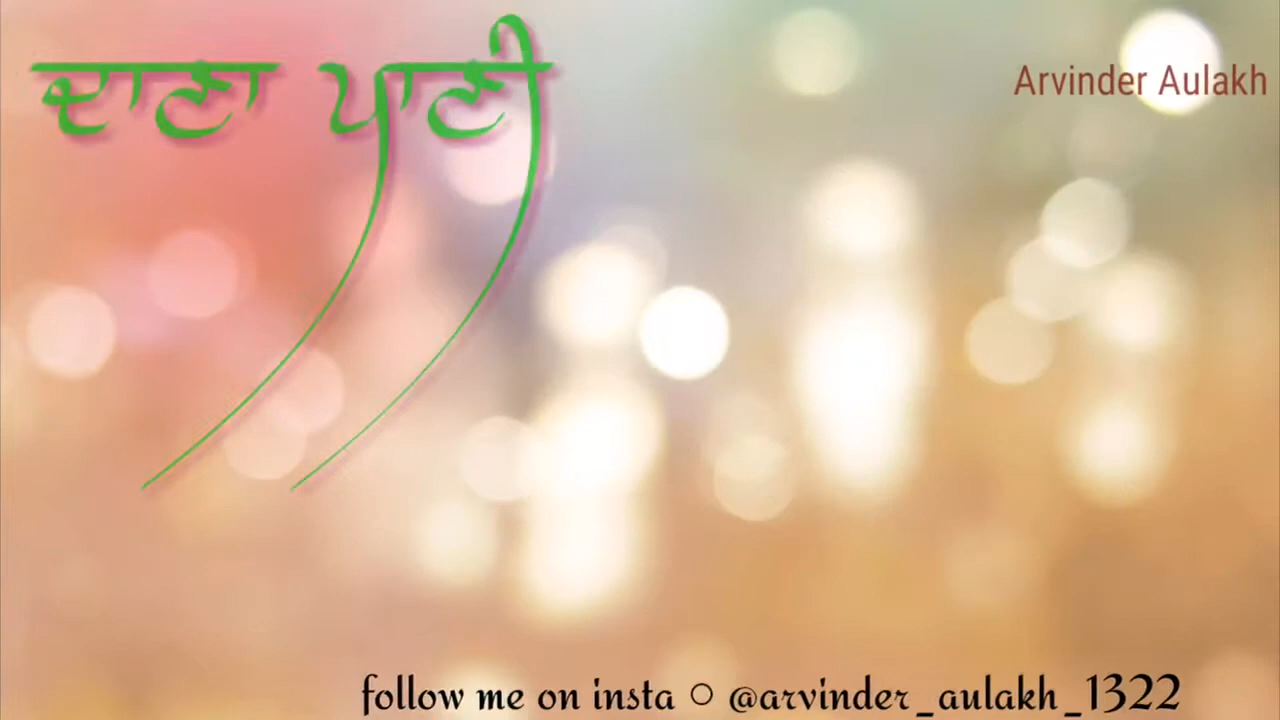 ਦਾਣਾ ਪਾਣੀ
Arvinder Aulakh
follow me on insta ○ @arvinder_aulakh_1322